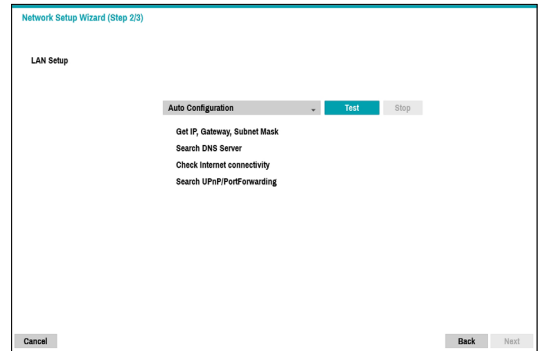 Network Setup Wizard (Step 2/3)
LAN Setup
Auto Configuration Test Stop
Get IP, Gateway, Subnet Mask
Search DNS Server
Check Internet connectivity
Search UPnP/PortForwarding
Cancel Back Next